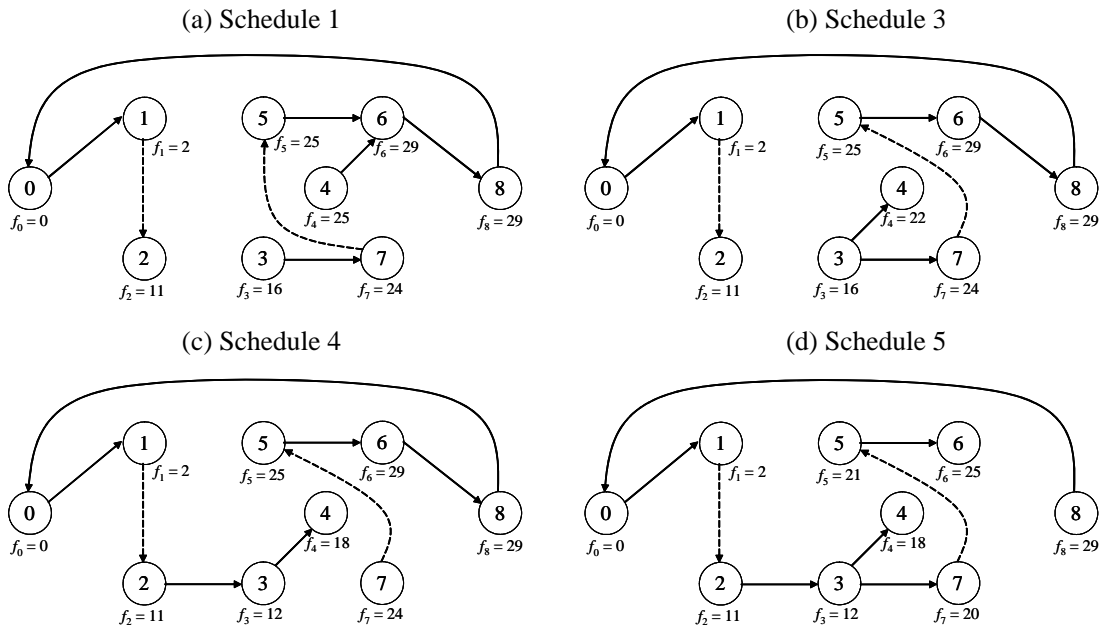 (a) Schedule 1
(b) Schedule 3
1
5
6
f₁ = 2
f₅ = 25
f₆ = 29
0
4
8
f₀ = 0
f₄ = 25
f₈ = 29
2
3
7
f₂ = 11
f₃ = 16
f₇ = 24
1
5
6
f₁ = 2
f₅ = 25
f₆ = 29
0
4
8
f₀ = 0
f₄ = 22
f₈ = 29
2
3
7
f₂ = 11
f₃ = 16
f₇ = 24
(c) Schedule 4
(d) Schedule 5
1
5
6
f₁ = 2
f₅ = 25
f₆ = 29
0
4
8
f₀ = 0
f₄ = 18
f₈ = 29
2
3
7
f₂ = 11
f₃ = 12
f₇ = 24
1
5
6
f₁ = 2
f₅ = 21
f₆ = 25
0
4
8
f₀ = 0
f₄ = 18
f₈ = 29
2
3
7
f₂ = 11
f₃ = 12
f₇ = 20